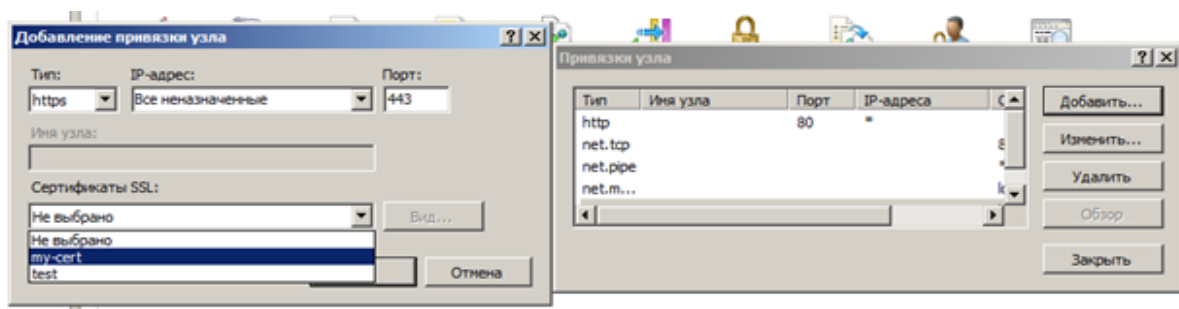 Добавление привязки узла
Тип: IP-адрес: Порт:
https Все неназначенные 443
Имя узла:
Сертификаты SSL:
Не выбрано Вид...
Не выбрано
my-cert
test
Отмена
Привязки узла
Тип Имя узла Порт IP-адреса
http 80 *
net.tcp 8
net.pipe *
net.m...
Добавить...
Изменить...
Удалить
Обзор
Закрыть